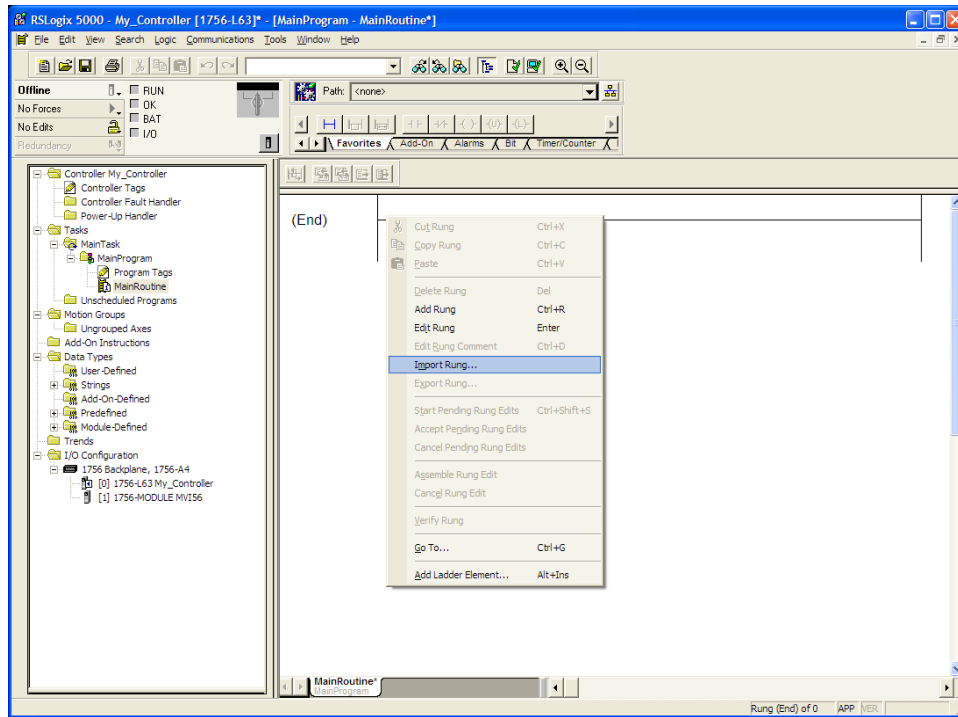 RSLogix 5000 - My_Controller [1756-L63]* - [MainProgram - MainRoutine*]
File Edit View Search Logic Communications Tools Window Help
Offline
RUN
No Forces
OK
BAT
No Edits
I/O
Redundancy
Path: <none>
Favorites Add-On Alarms Bit Timer/Counter
Controller My_Controller
Controller Tags
Controller Fault Handler
Power-Up Handler
Tasks
MainTask
MainProgram
Program Tags
MainRoutine
Unscheduled Programs
Motion Groups
Ungrouped Axes
Add-On Instructions
Data Types
User-Defined
Strings
Add-On-Defined
Predefined
Module-Defined
Trends
I/O Configuration
1756 Backplane, 1756-A4
[0] 1756-L63 My_Controller
[1] 1756-MODULE MVI56
(End)
Cut Rung Ctrl+X
Copy Rung Ctrl+C
Paste Ctrl+V
Delete Rung Del
Add Rung Ctrl+R
Edit Rung Enter
Edit Rung Comment Ctrl+D
Import Rung...
Export Rung...
Start Pending Rung Edits Ctrl+Shift+S
Accept Pending Rung Edits
Cancel Pending Rung Edits
Assemble Rung Edit
Cancel Rung Edit
Verify Rung
Go To... Ctrl+G
Add Ladder Element... Alt+Ins
MainRoutine*
MainProgram
Rung (End) of 0 APP VER